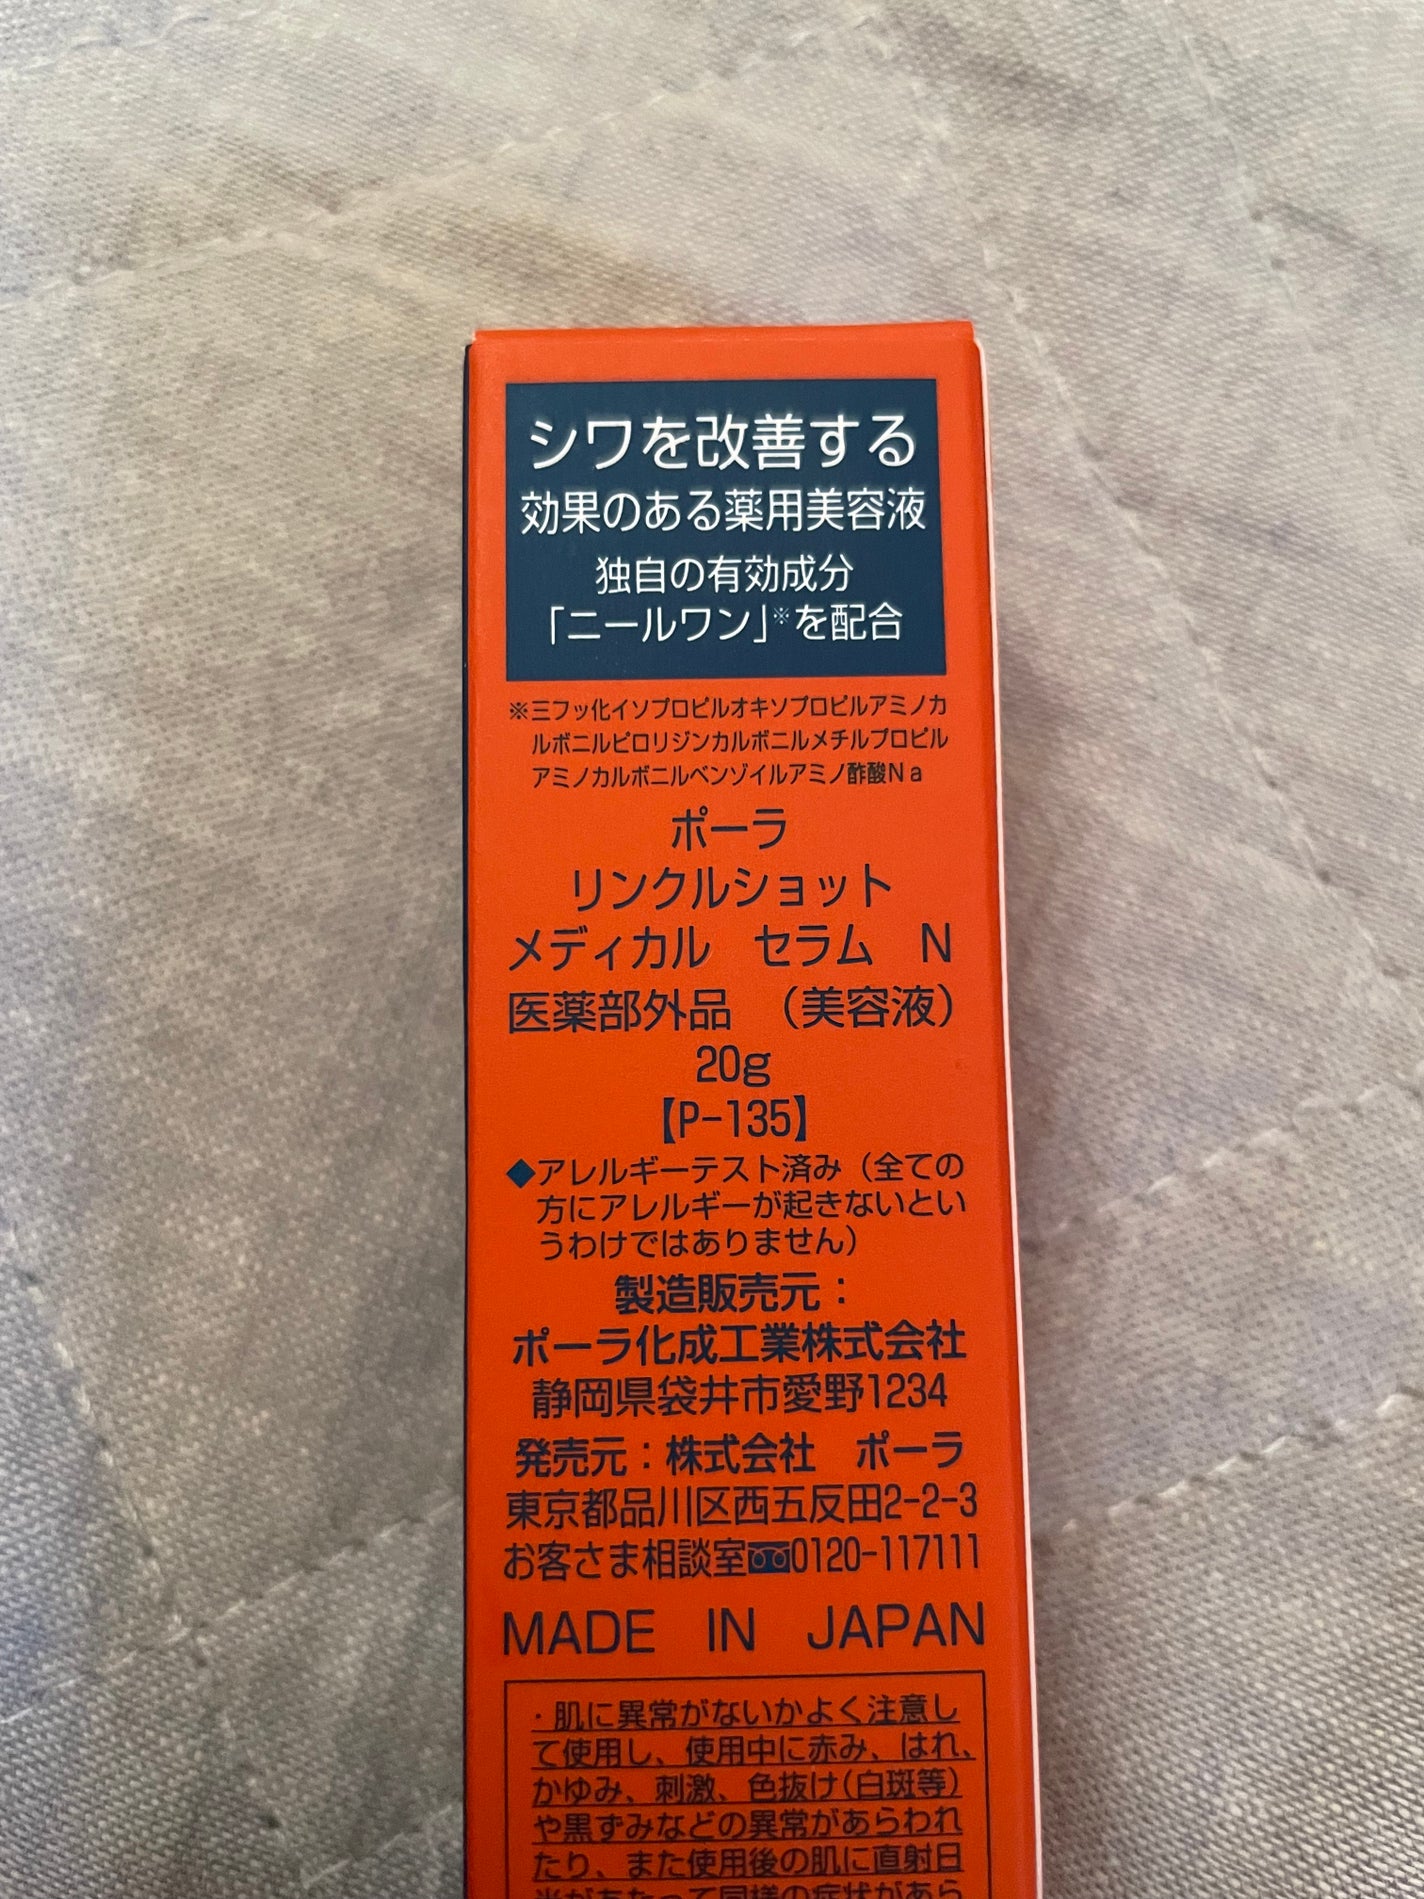 シワを改善する
効果のある薬用美容液
独自の有効成分
「ニールワン」※を配合
※三フッ化イソプロピルオキソプロピルアミノカ
ルボニルピロリジンカルボニルメチルプロピル
アミノカルボニルベンゾイルアミノ酢酸Na
ポーラ
リンクルショット
メディカル セラム N
医薬部外品 (美容液)
20g
【P-135】
◆アレルギーテスト済み（全ての
方にアレルギーが起きないとい
うわけではありません）
製造販売元：
ポーラ化成工業株式会社
静岡県袋井市愛野1234
発売元：株式会社 ポーラ
東京都品川区西五反田2-2-3
お客さま相談室0120-117111
MADE IN JAPAN
・肌に異常がないかよく注意し
て使用し、使用中に赤み、はれ、
かゆみ、刺激、色抜け(白斑等)
や黒ずみなどの異常があらわれ
たり、また使用後の肌に直射日
光があたって同様の症状があら